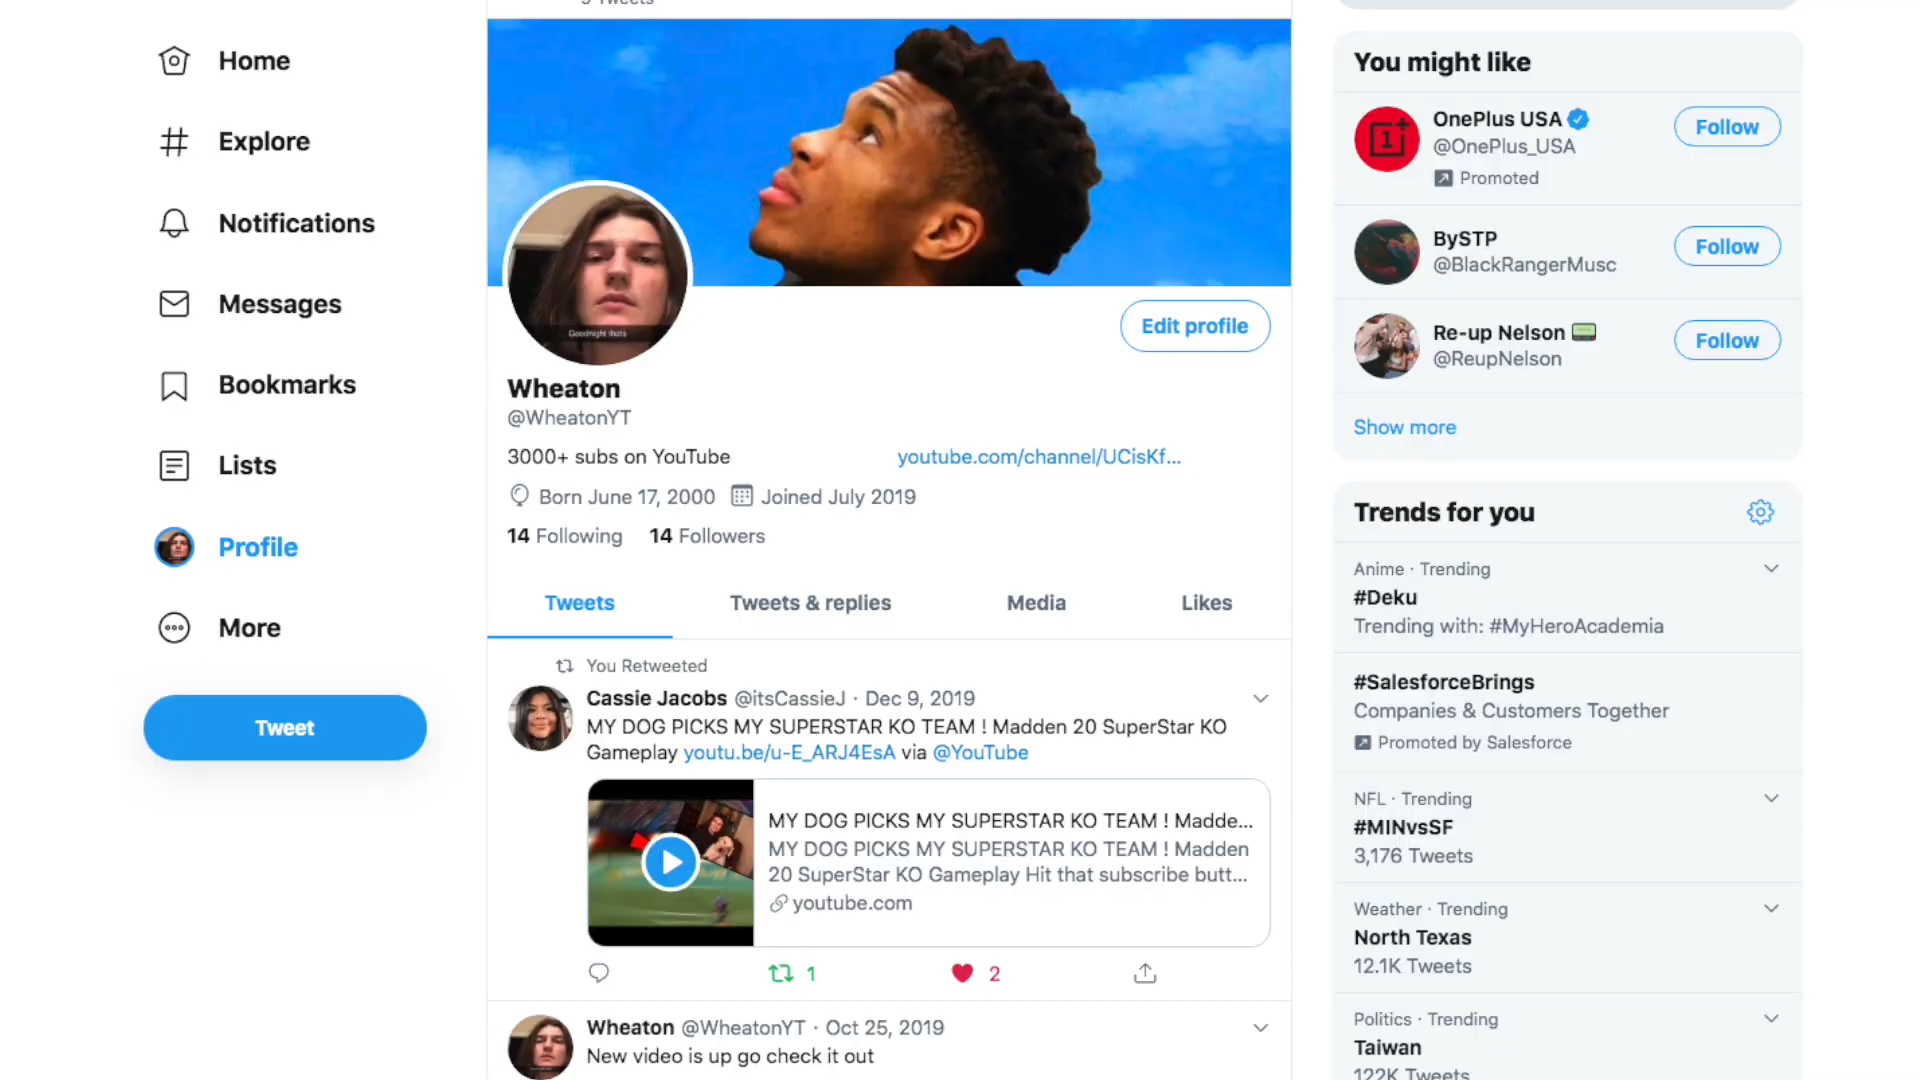 Home
Explore
Notifications
Messages
Bookmarks
Lists
Profile
More
Tweet
Tweets
Goodnight
Edit profile
Wheaton
@WheatonYT
3000+ subs on YouTube
youtube.com/channel/UCisKf...
Born June 17, 2000 Joined July 2019
14 Following 14 Followers
Tweets Tweets & replies Media Likes
You Retweeted
Cassie Jacobs @itsCassieJ · Dec 9, 2019
MY DOG PICKS MY SUPERSTAR KO TEAM ! Madden 20 SuperStar KO
Gameplay youtu.be/u-E_ARJ4EsA via @YouTube
MY DOG PICKS MY SUPERSTAR KO TEAM ! Madde...
MY DOG PICKS MY SUPERSTAR KO TEAM ! Madden
20 SuperStar KO Gameplay Hit that subscribe butt...
youtube.com
1 2
Wheaton @WheatonYT · Oct 25, 2019
New video is up go check it out
You might like
OnePlus USA
@OnePlus_USA
Promoted
Follow
BySTP
@BlackRangerMusc
Follow
Re-up Nelson
@ReupNelson
Follow
Show more
Trends for you
Anime · Trending
#Deku
Trending with: #MyHeroAcademia
#SalesforceBrings
Companies & Customers Together
Promoted by Salesforce
NFL · Trending
#MINvsSF
3,176 Tweets
Weather · Trending
North Texas
12.1K Tweets
Politics · Trending
Taiwan
122K Tweets